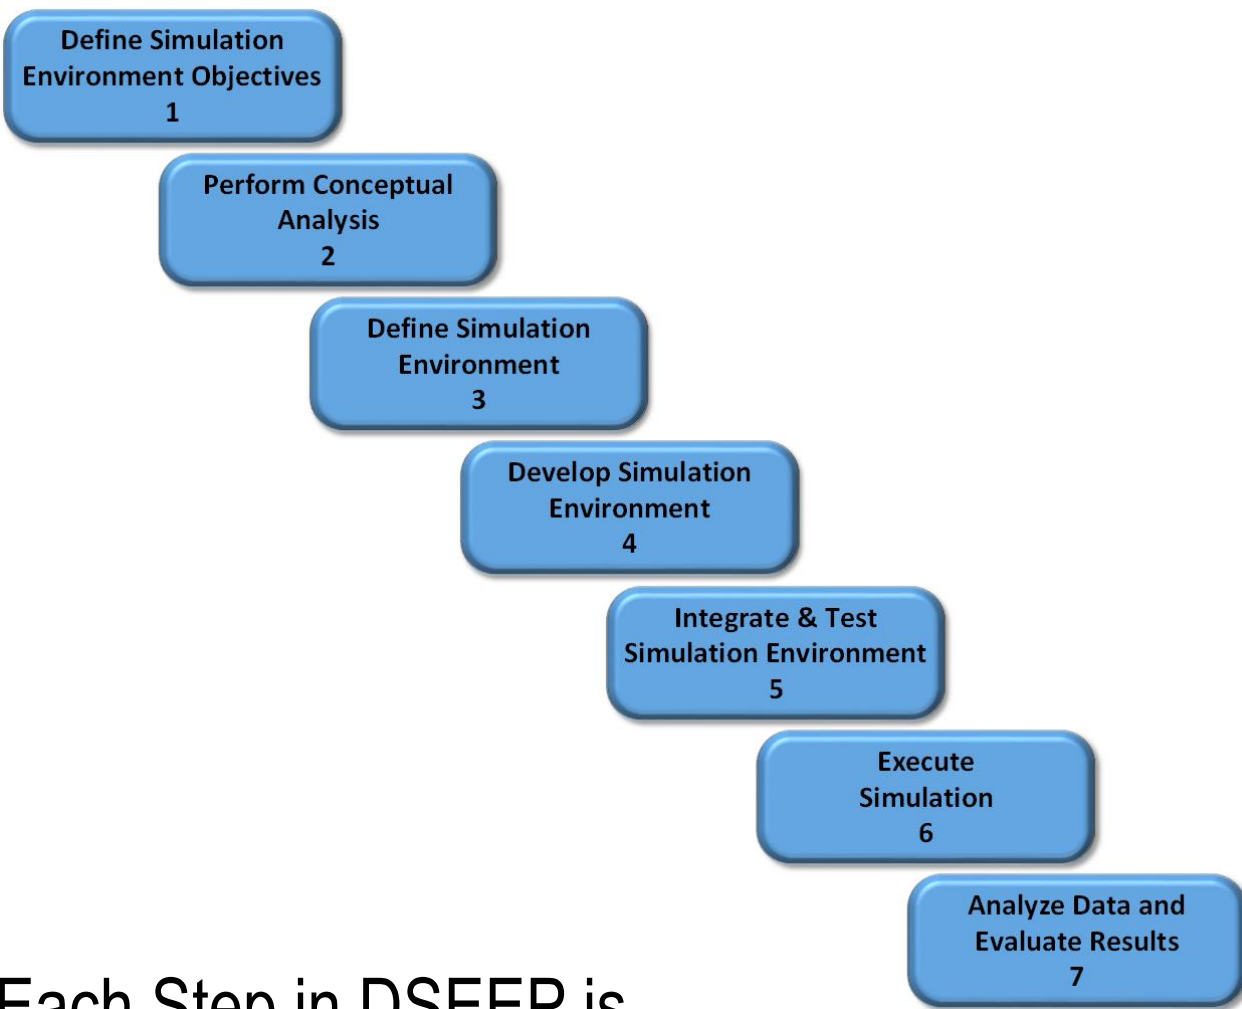 Define Simulation
Environment Objectives
1
Perform Conceptual
Analysis
2
Define Simulation
Environment
3
Develop Simulation
Environment
4
Integrate & Test
Simulation Environment
5
Execute
Simulation
6
Analyze Data and
Evaluate Results
7
Each Step in DSEEP is